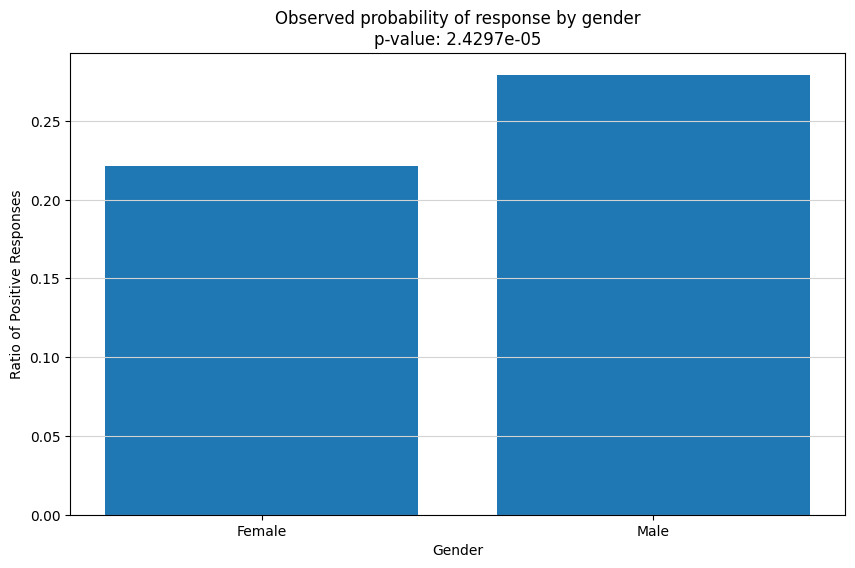 Observed probability of response by gender
p-value: 2.4297e-05
Ratio of Positive Responses
0.25
0.20
0.15
0.10
0.05
0.00
Female
Male
Gender